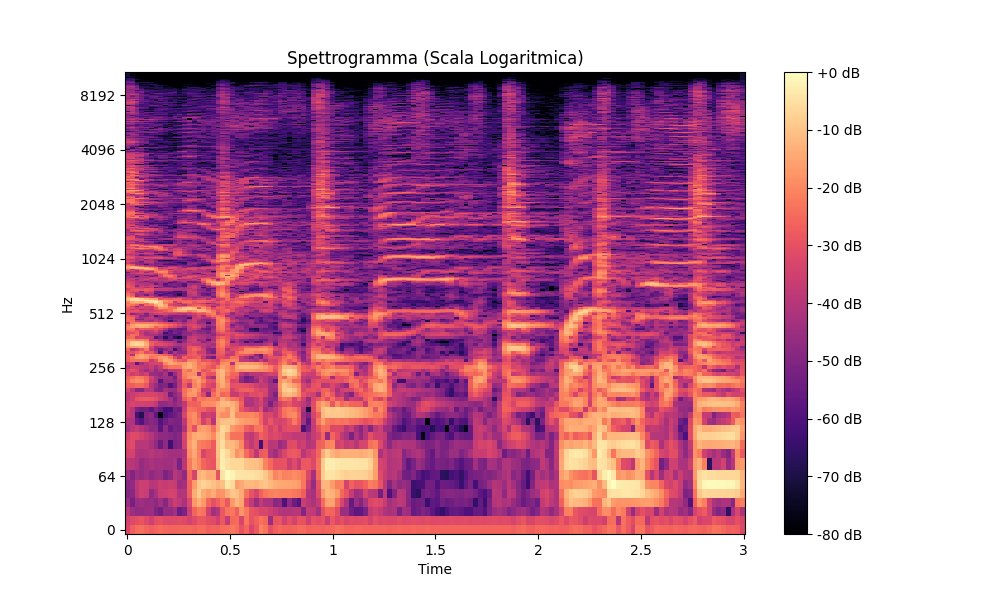 Spettrogramma (Scala Logaritmica)
8192
4096
2048
1024
512
256
128
64
0
Hz
0
0.5
1
1.5
2
2.5
3
Time
+0 dB
-10 dB
-20 dB
-30 dB
-40 dB
-50 dB
-60 dB
-70 dB
-80 dB